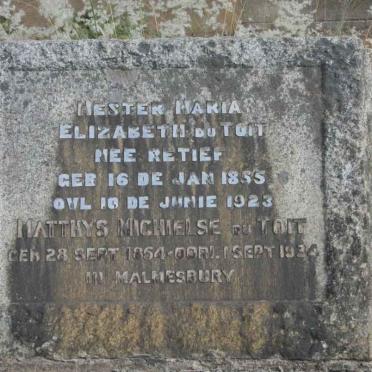 HESTER MARIA
ELIZABETH DU TOIT
NEE RETIEF
GEB 16 DE JAN 1855
OVL 16 DE JUNIE 1923
MATTHYS MICHIELSE DU TOIT
GEB 28 SEPT 1854 - OORL 1 SEPT 1934
IN MALMESBURY